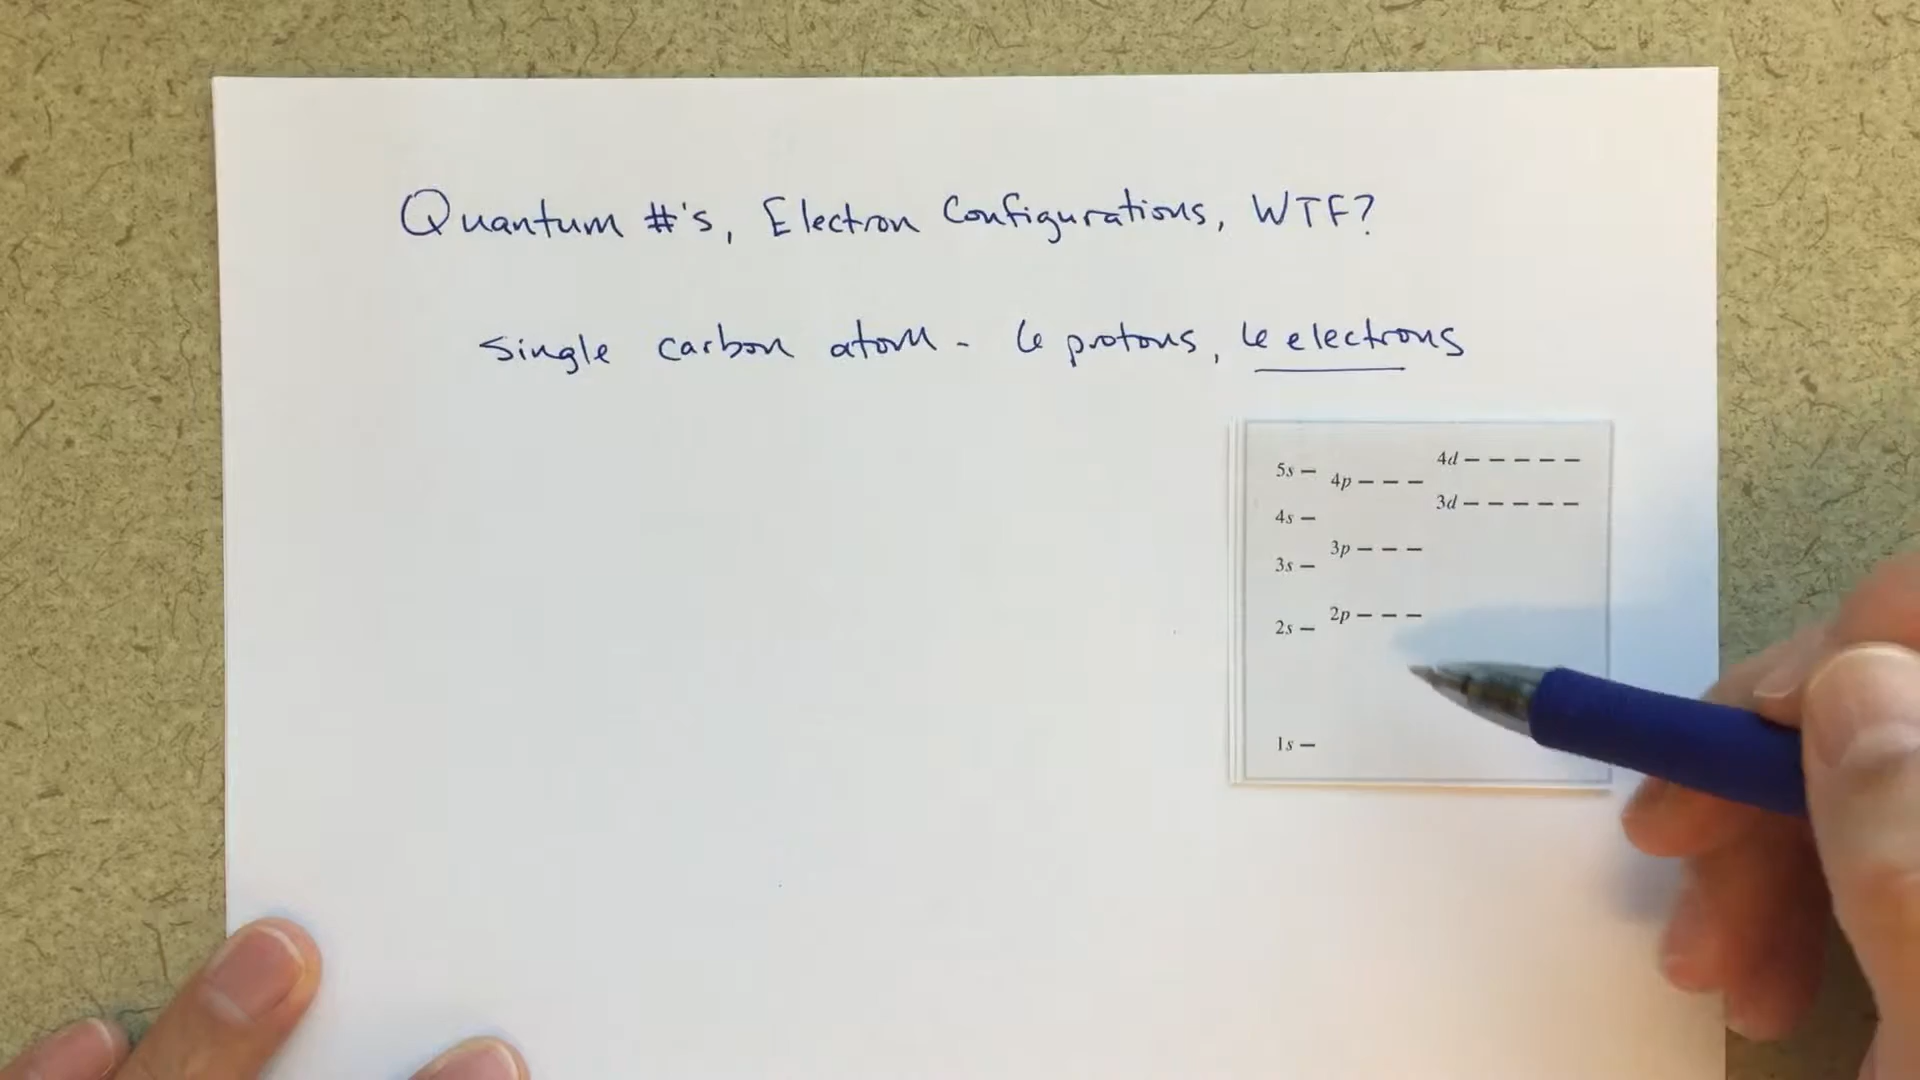 Quantum #'s, Electron Configurations, WTF?
single carbon atom - 6 protons, 6 electrons
4d – – – – –
5s –
4p – – –
3d – – – – –
4s –
3p – – –
3s –
2p – – –
2s –
1s –